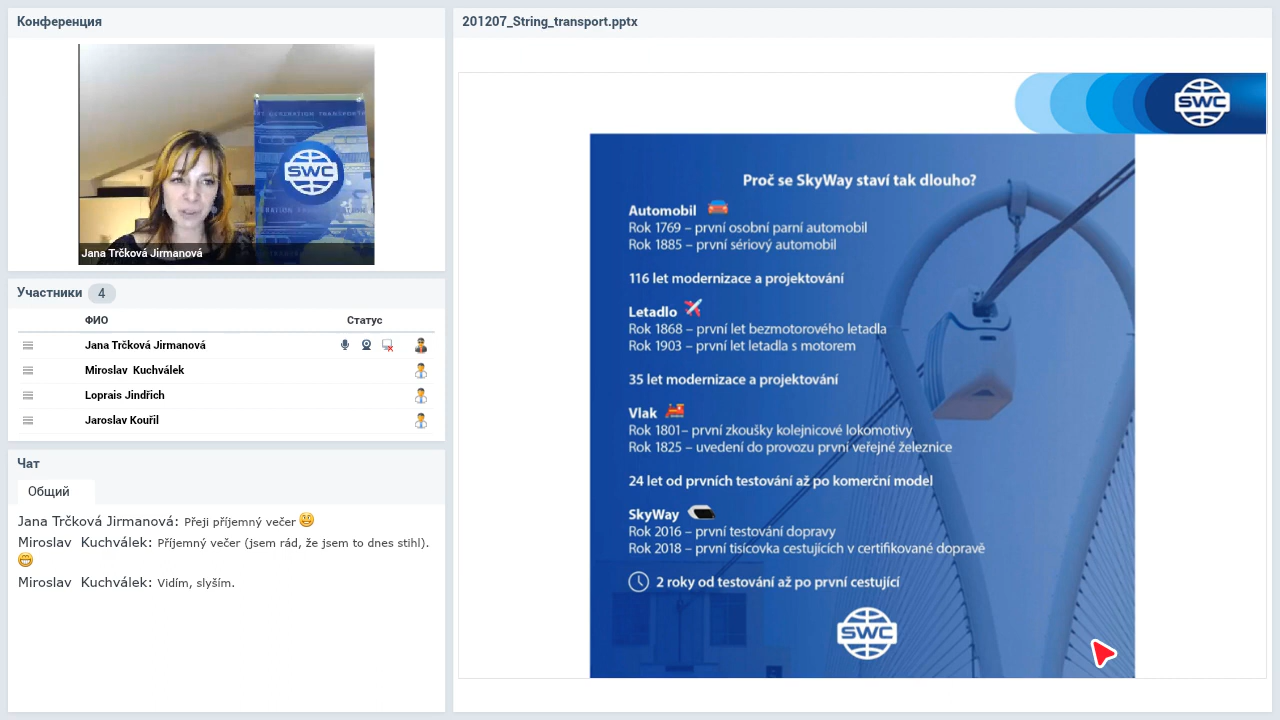 Конференция
Jana Trčková Jirmanová
SWC
Участники 4
ФИО Статус
Jana Trčková Jirmanová
Miroslav Kuchválek
Loprais Jindřich
Jaroslav Kouřil
Чат
Общий
Jana Trčková Jirmanová: Přeji příjemný večer
Miroslav Kuchválek: Příjemný večer (jsem rád, že jsem to dnes stihl).
Miroslav Kuchválek: Vidím, slyším.
201207_String_transport.pptx
SWC
Proč se SkyWay staví tak dlouho?
Automobil
Rok 1769 – první osobní parní automobil
Rok 1885 – první sériový automobil
116 let modernizace a projektování
Letadlo
Rok 1868 – první let bezmotorového letadla
Rok 1903 – první let letadla s motorem
35 let modernizace a projektování
Vlak
Rok 1801– první zkoušky kolejnicové lokomotivy
Rok 1825 – uvedení do provozu první veřejné železnice
24 let od prvních testování až po komerční model
SkyWay
Rok 2016 – první testování dopravy
Rok 2018 – první tisícovka cestujících v certifikované dopravě
2 roky od testování až po první cestující
SWC